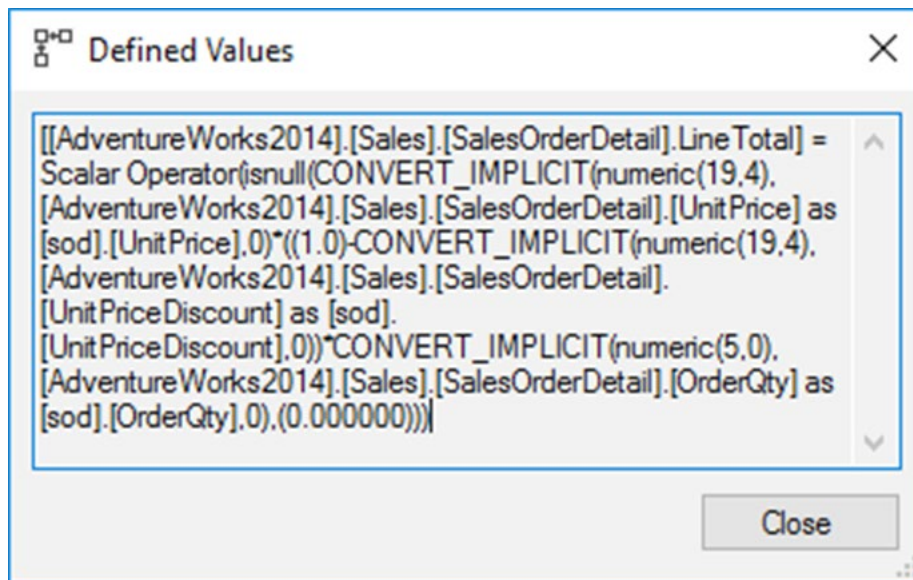 Defined Values
[[AdventureWorks2014].[Sales].[SalesOrderDetail].LineTotal] =
Scalar Operator(isnull(CONVERT_IMPLICIT(numeric(19,4),
[AdventureWorks2014].[Sales].[SalesOrderDetail].[UnitPrice] as
[sod].[UnitPrice],0)*((1.0)-CONVERT_IMPLICIT(numeric(19,4),
[AdventureWorks2014].[Sales].[SalesOrderDetail].
[UnitPriceDiscount] as [sod].
[UnitPriceDiscount],0))*CONVERT_IMPLICIT(numeric(5,0),
[AdventureWorks2014].[Sales].[SalesOrderDetail].[OrderQty] as
[sod].[OrderQty],0),(0.000000)))
Close